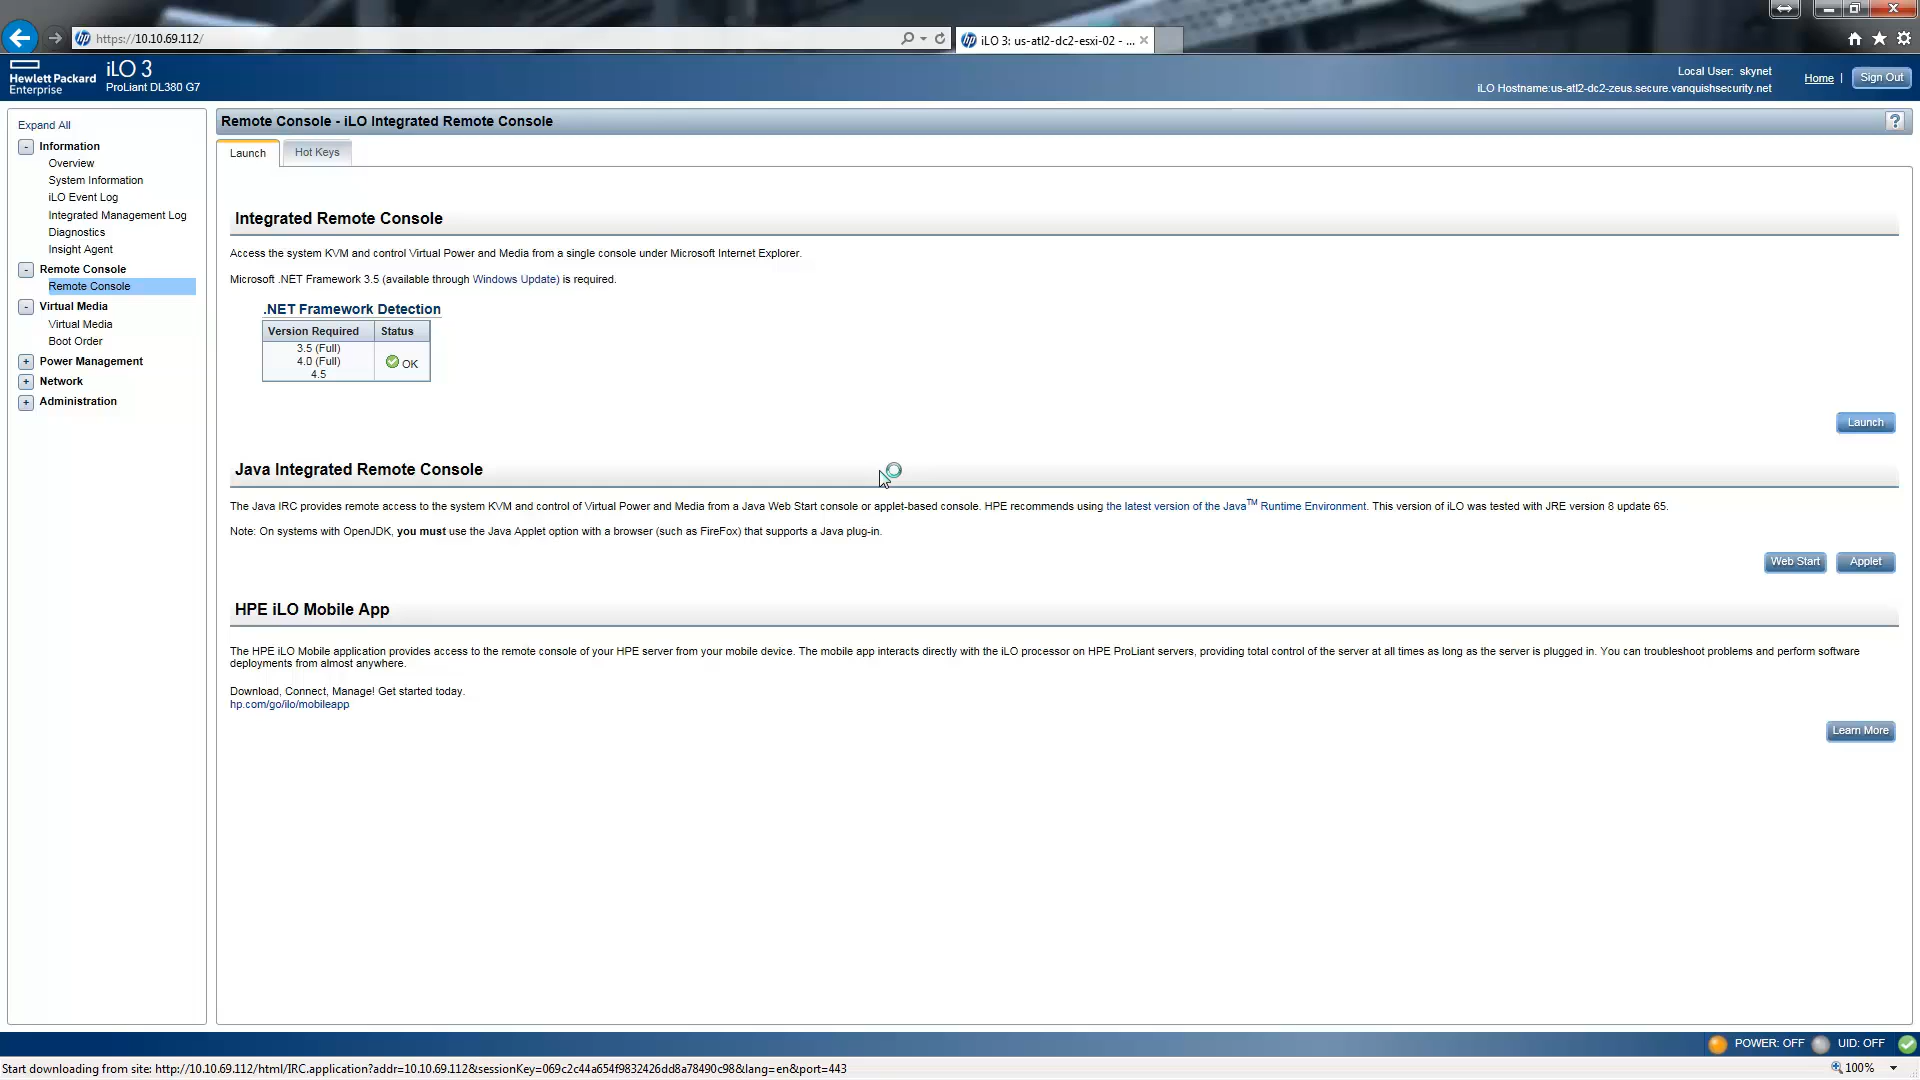 https://10.10.69.112/
iLO 3: us-atl2-dc2-esxi-02 - ...
Hewlett Packard
Enterprise
iLO 3
ProLiant DL380 G7
Local User: skynet
iLO Hostname:us-atl2-dc2-zeus.secure.vanquishsecurity.net
Home |
Sign Out
Expand All
- Information
Overview
System Information
iLO Event Log
Integrated Management Log
Diagnostics
Insight Agent
- Remote Console
Remote Console
- Virtual Media
Virtual Media
Boot Order
+ Power Management
+ Network
+ Administration
Remote Console - iLO Integrated Remote Console
?
Launch
Hot Keys
Integrated Remote Console
Access the system KVM and control Virtual Power and Media from a single console under Microsoft Internet Explorer.
Microsoft .NET Framework 3.5 (available through Windows Update) is required.
.NET Framework Detection
Version Required Status
3.5 (Full)
4.0 (Full)
4.5
OK
Launch
Java Integrated Remote Console
The Java IRC provides remote access to the system KVM and control of Virtual Power and Media from a Java Web Start console or applet-based console. HPE recommends using the latest version of the Java™ Runtime Environment. This version of iLO was tested with JRE version 8 update 65.
Note: On systems with OpenJDK, you must use the Java Applet option with a browser (such as FireFox) that supports a Java plug-in.
Web Start
Applet
HPE iLO Mobile App
The HPE iLO Mobile application provides access to the remote console of your HPE server from your mobile device. The mobile app interacts directly with the iLO processor on HPE ProLiant servers, providing total control of the server at all times as long as the server is plugged in. You can troubleshoot problems and perform software
deployments from almost anywhere.
Download, Connect, Manage! Get started today.
hp.com/go/ilo/mobileapp
Learn More
POWER: OFF
UID: OFF
Start downloading from site: http://10.10.69.112/html/IRC.application?addr=10.10.69.112&sessionKey=069c2c44a654f9832426dd8a78490c98&lang=en&port=443
100%